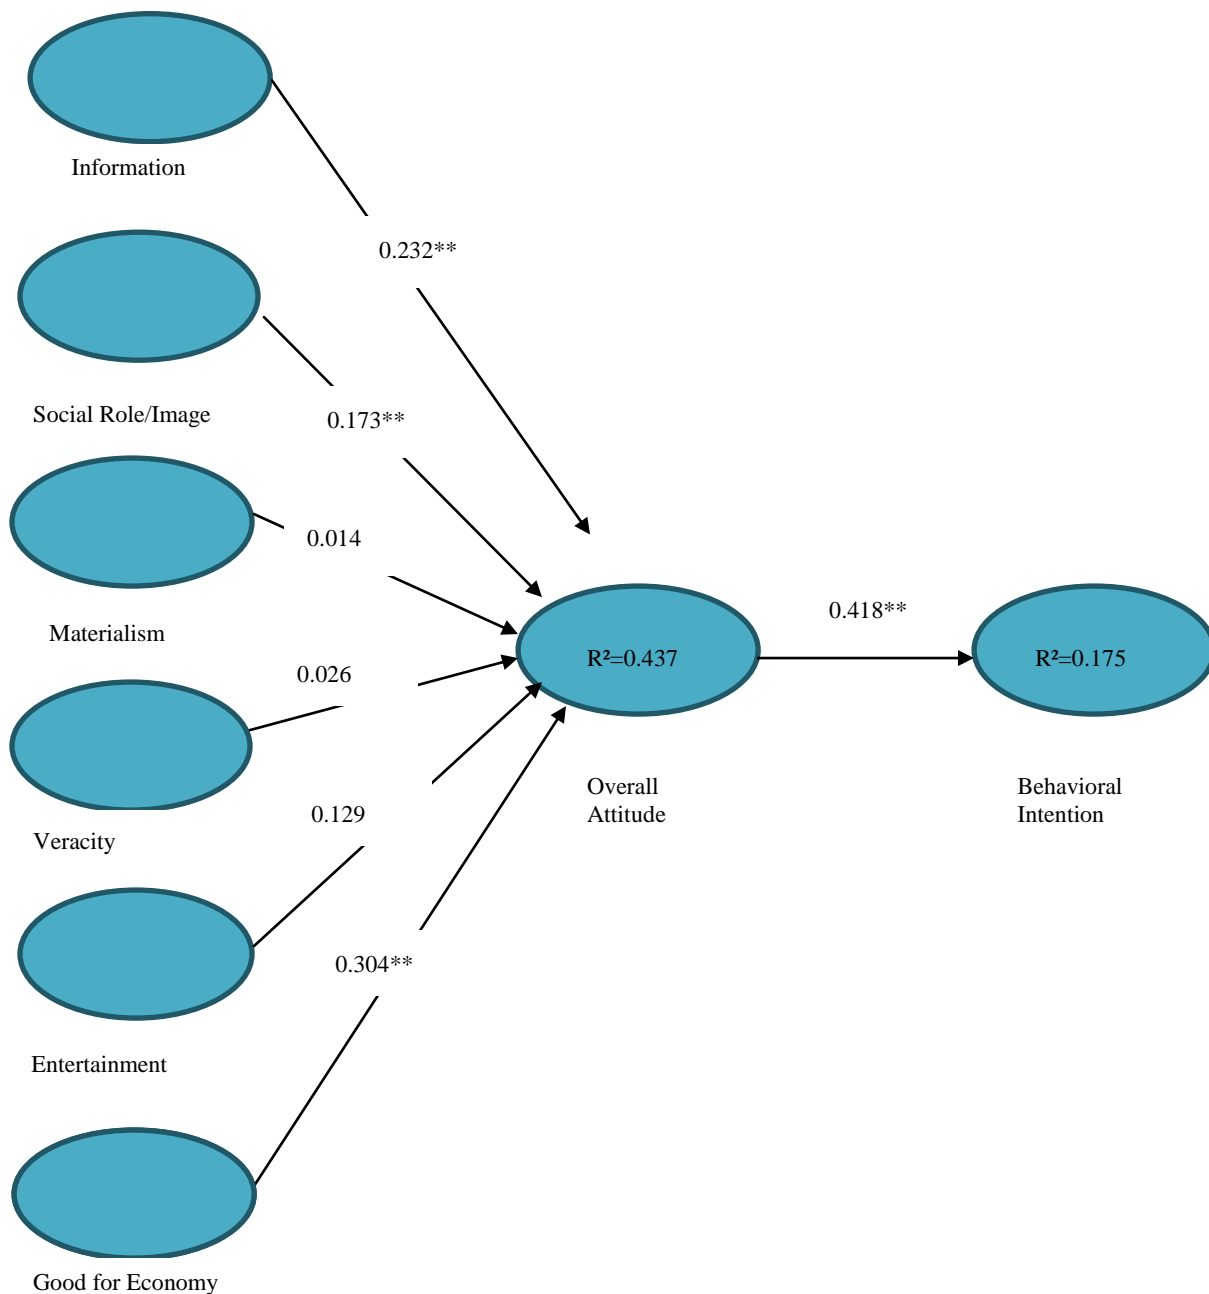 Information
0.232**
Social Role/Image
0.173**
0.014
Materialism
0.026
R²=0.437
0.418**
R²=0.175
Overall
Attitude
Behavioral
Intention
Veracity
0.129
Entertainment
0.304**
Good for Economy